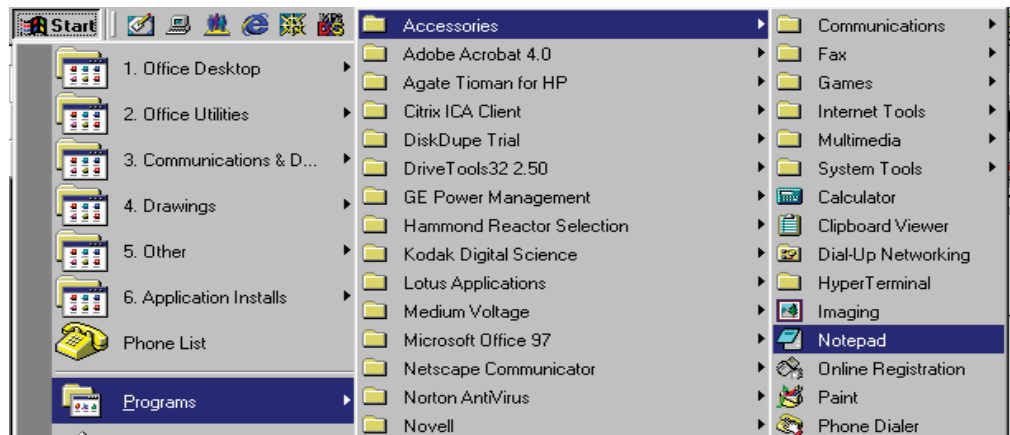 Start
1. Office Desktop
2. Office Utilities
3. Communications & D...
4. Drawings
5. Other
6. Application Installs
Phone List
Programs
Accessories
Adobe Acrobat 4.0
Agate Tioman for HP
Citrix ICA Client
DiskDupe Trial
DriveTools32 2.50
GE Power Management
Hammond Reactor Selection
Kodak Digital Science
Lotus Applications
Medium Voltage
Microsoft Office 97
Netscape Communicator
Norton AntiVirus
Novell
Communications
Fax
Games
Internet Tools
Multimedia
System Tools
Calculator
Clipboard Viewer
Dial-Up Networking
HyperTerminal
Imaging
Notepad
Online Registration
Paint
Phone Dialer